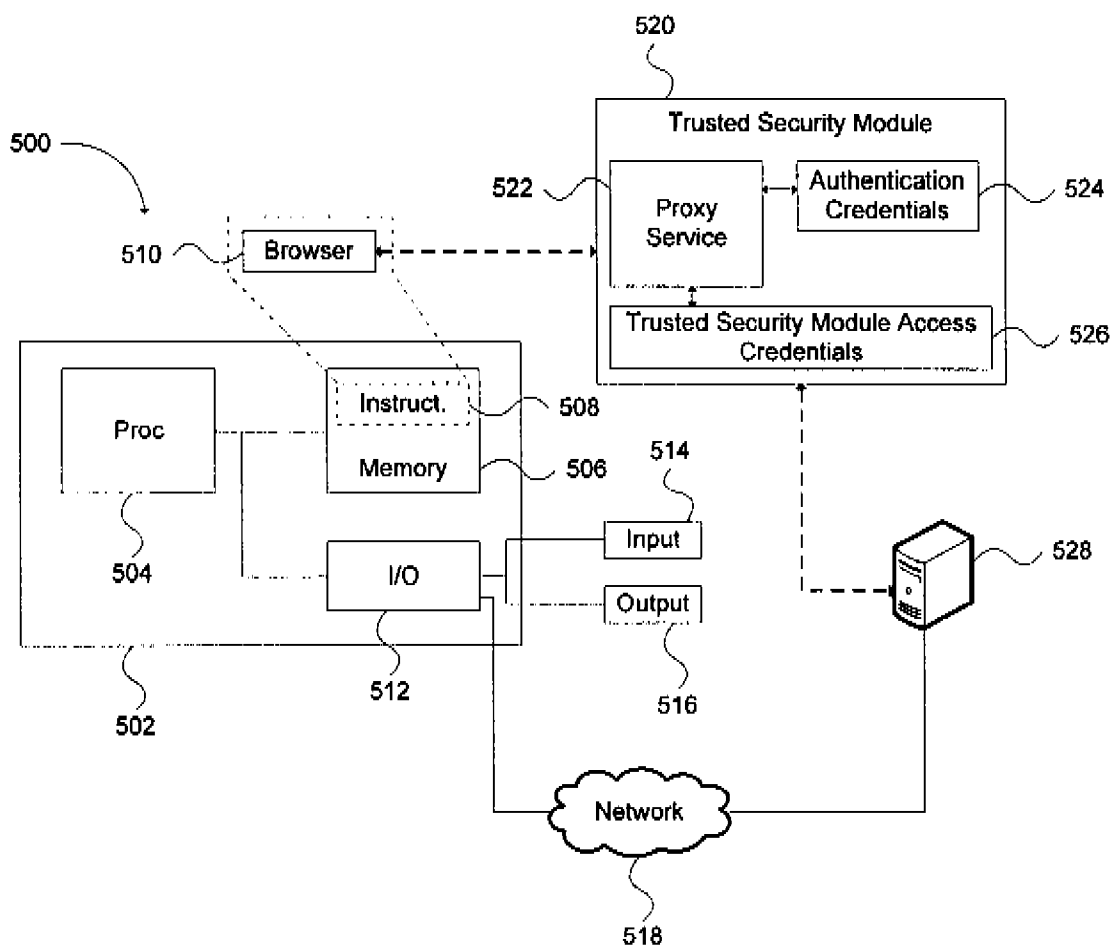 520
Trusted Security Module
500
522
Proxy
Service
Authentication
Credentials
524
510
Browser
Trusted Security Module Access
Credentials
526
Proc
Instruct.
508
Memory
506
514
504
I/O
Input
528
Output
512
516
502
Network
518